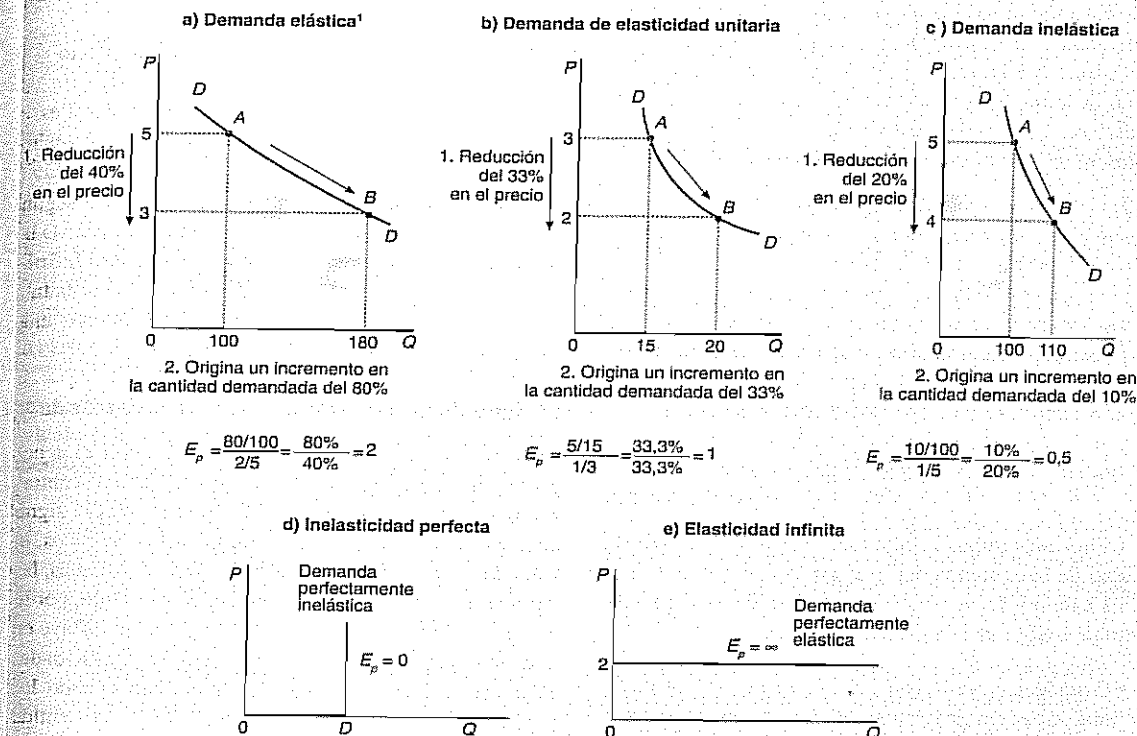 a) Demanda elástica¹
P
D
A
5
1. Reducción
del 40%
en el precio
B
3
D
0
100
180
Q
2. Origina un incremento en
la cantidad demandada del 80%
E_p = 80/100 / 2/5 = 80% / 40% = 2
b) Demanda de elasticidad unitaria
P
D
A
3
1. Reducción
del 33%
en el precio
B
2
D
0
15
20
Q
2. Origina un incremento en
la cantidad demandada del 33%
E_p = 5/15 / 1/3 = 33,3% / 33,3% = 1
c) Demanda inelástica
P
D
A
5
1. Reducción
del 20%
en el precio
B
4
D
0
100
110
Q
2. Origina un incremento en
la cantidad demandada del 10%
E_p = 10/100 / 1/5 = 10% / 20% = 0,5
d) Inelasticidad perfecta
P
Demanda
perfectamente
inelástica
E_p = 0
0
D
Q
e) Elasticidad infinita
P
Demanda
perfectamente
elástica
E_p = ∞
2
0
Q